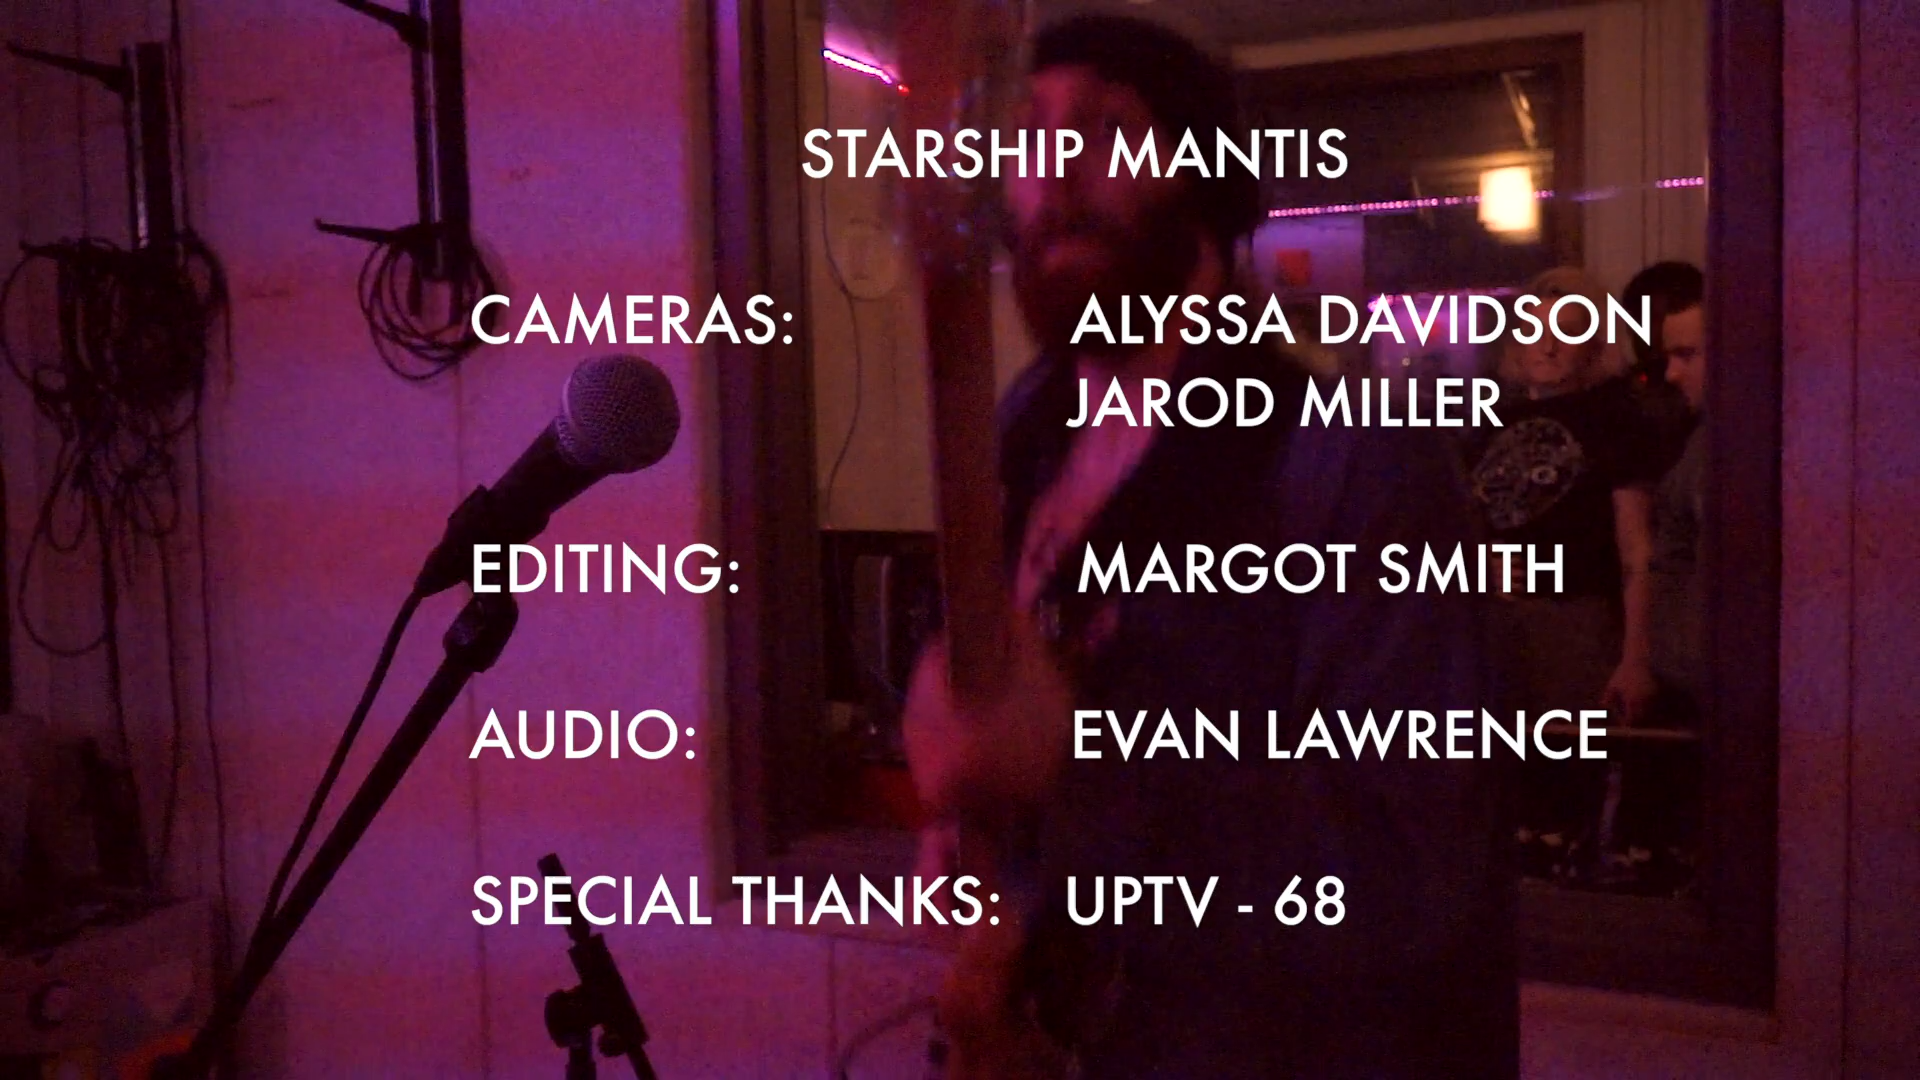 STARSHIP MANTIS
CAMERAS: ALYSSA DAVIDSON
JAROD MILLER
EDITING: MARGOT SMITH
AUDIO: EVAN LAWRENCE
SPECIAL THANKS: UPTV - 68